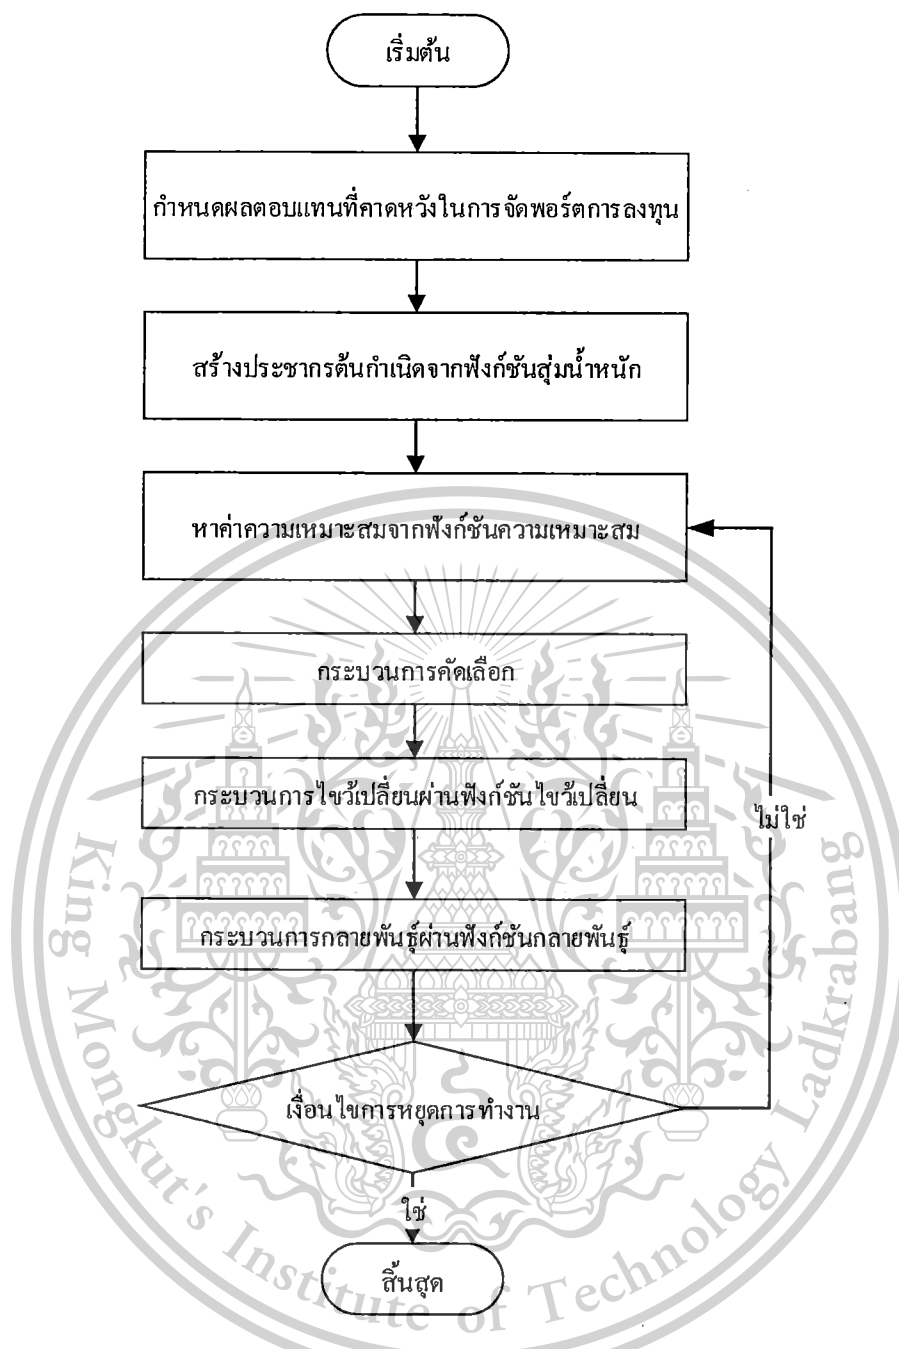 เริ่มต้น
กำหนดผลตอบแทนที่คาดหวังในการจัดพอร์ตการลงทุน
สร้างประชากรต้นกำเนิดจากฟังก์ชันสุ่มน้ำหนัก
หาค่าความเหมาะสมจากฟังก์ชันความเหมาะสม
กระบวนการคัดเลือก
กระบวนการไขว้เปลี่ยนผ่านฟังก์ชันไขว้เปลี่ยน
ไม่ใช่
กระบวนการกลายพันธุ์ผ่านฟังก์ชันกลายพันธุ์
เงื่อนไขการหยุดการทำงาน
ใช่
สิ้นสุด
King Mongkut's Institute of Technology Ladkrabang